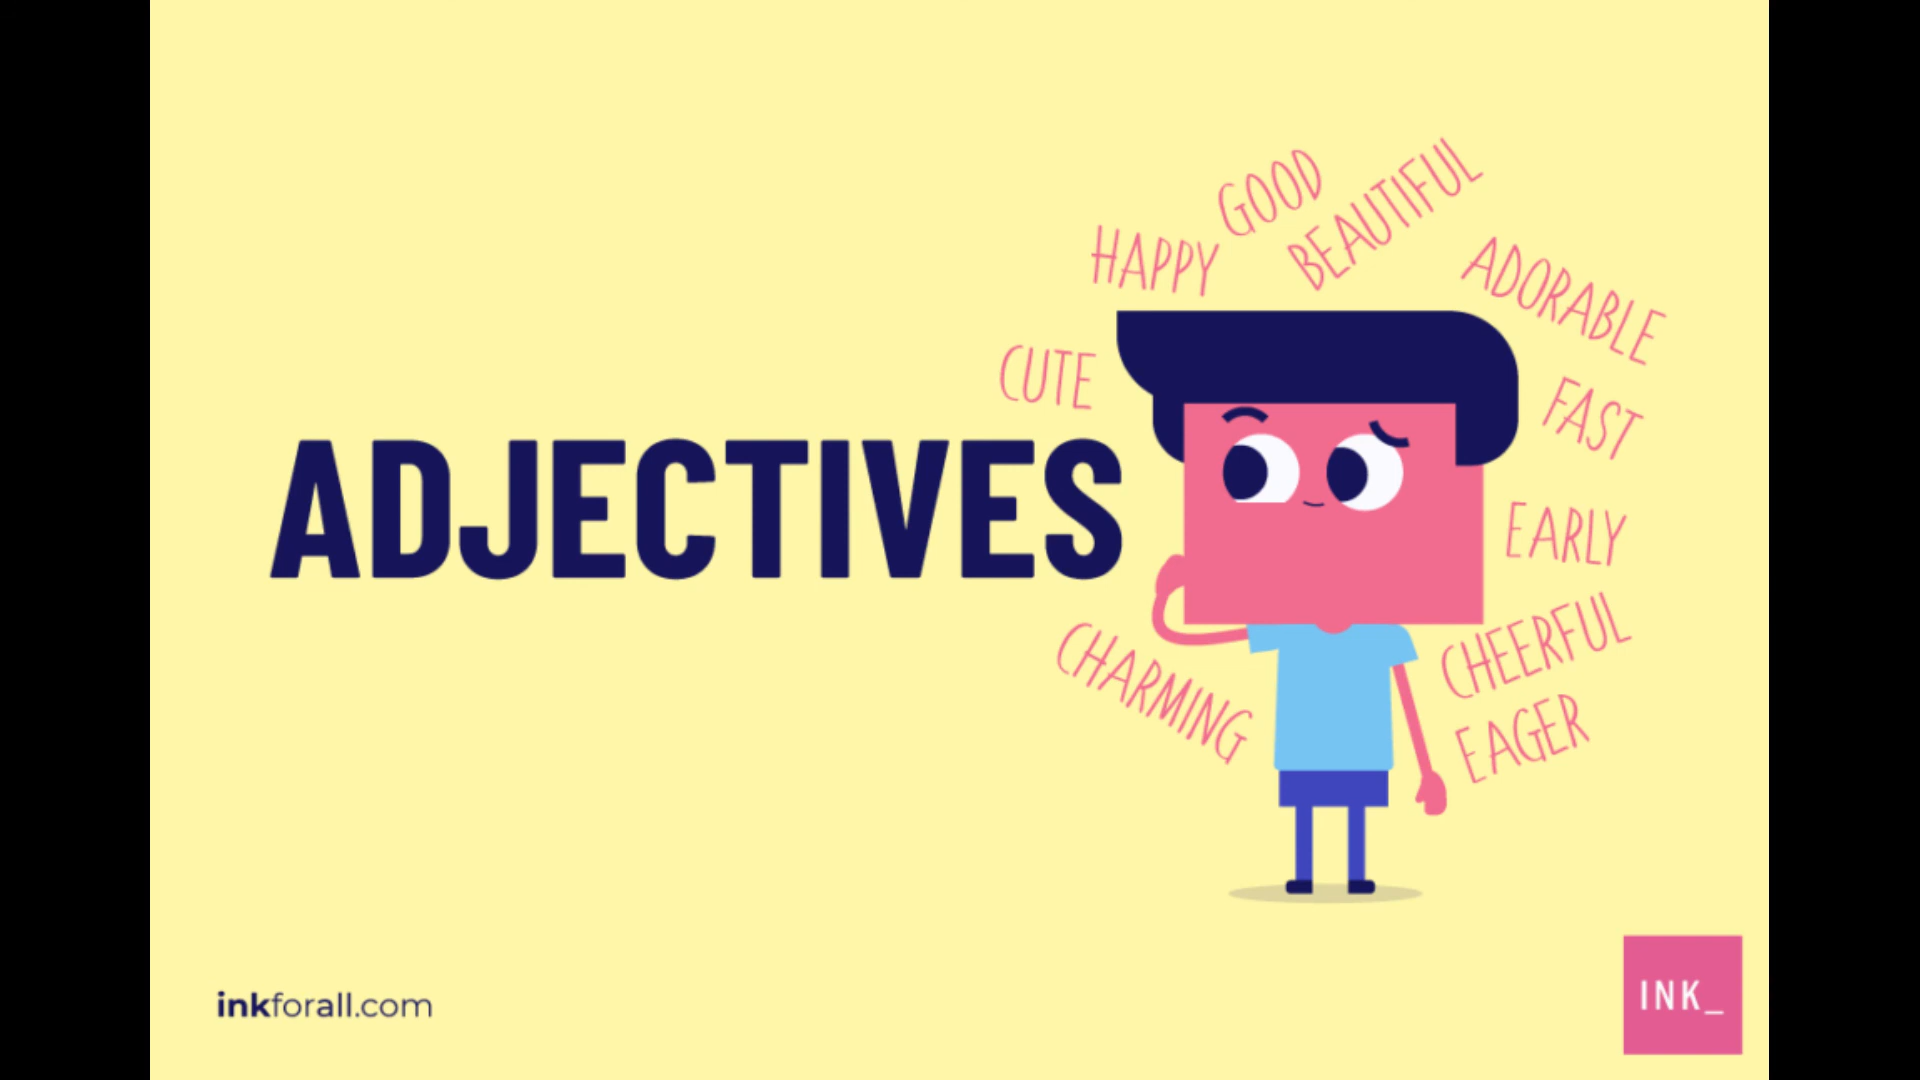 GOOD
BEAUTIFUL
HAPPY
ADORABLE
CUTE
FAST
ADJECTIVES
EARLY
CHARMING
CHEERFUL
EAGER
inkforall.com
INK_